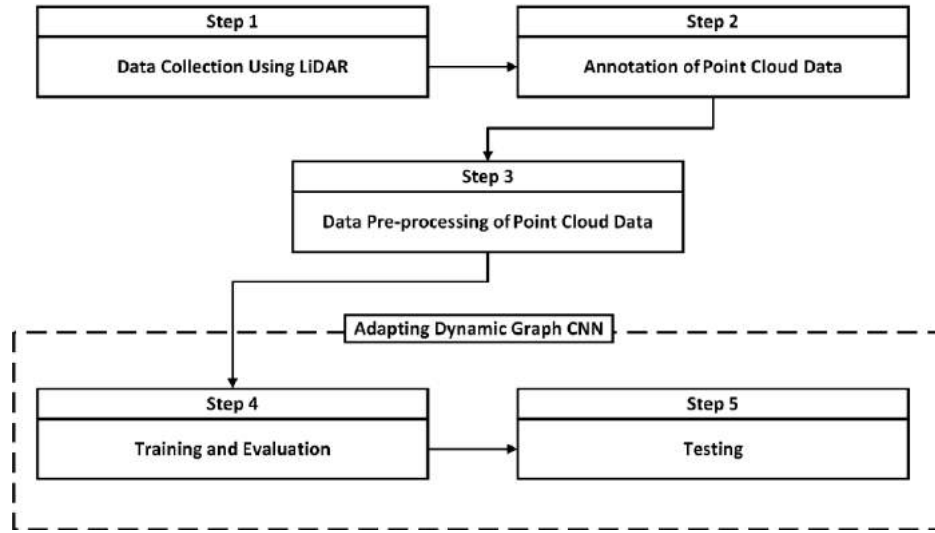 Step 1
Data Collection Using LiDAR
Step 2
Annotation of Point Cloud Data
Step 3
Data Pre-processing of Point Cloud Data
Adapting Dynamic Graph CNN
Step 4
Training and Evaluation
Step 5
Testing